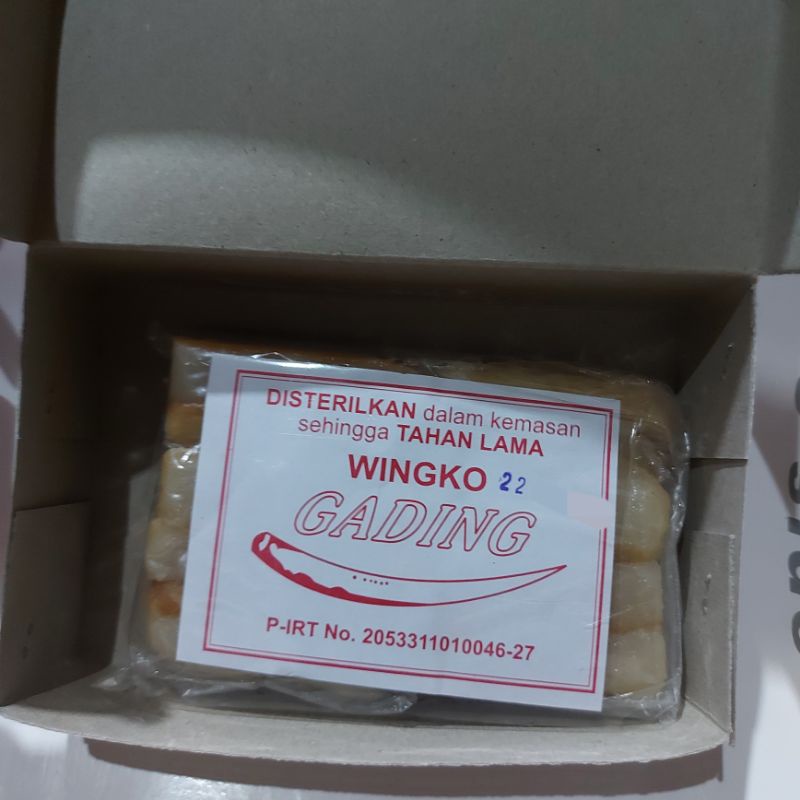 DISTERILKAN dalam kemasan
sehingga TAHAN LAMA
WINGKO 22
GADING
P-IRT No. 2053311010046-27